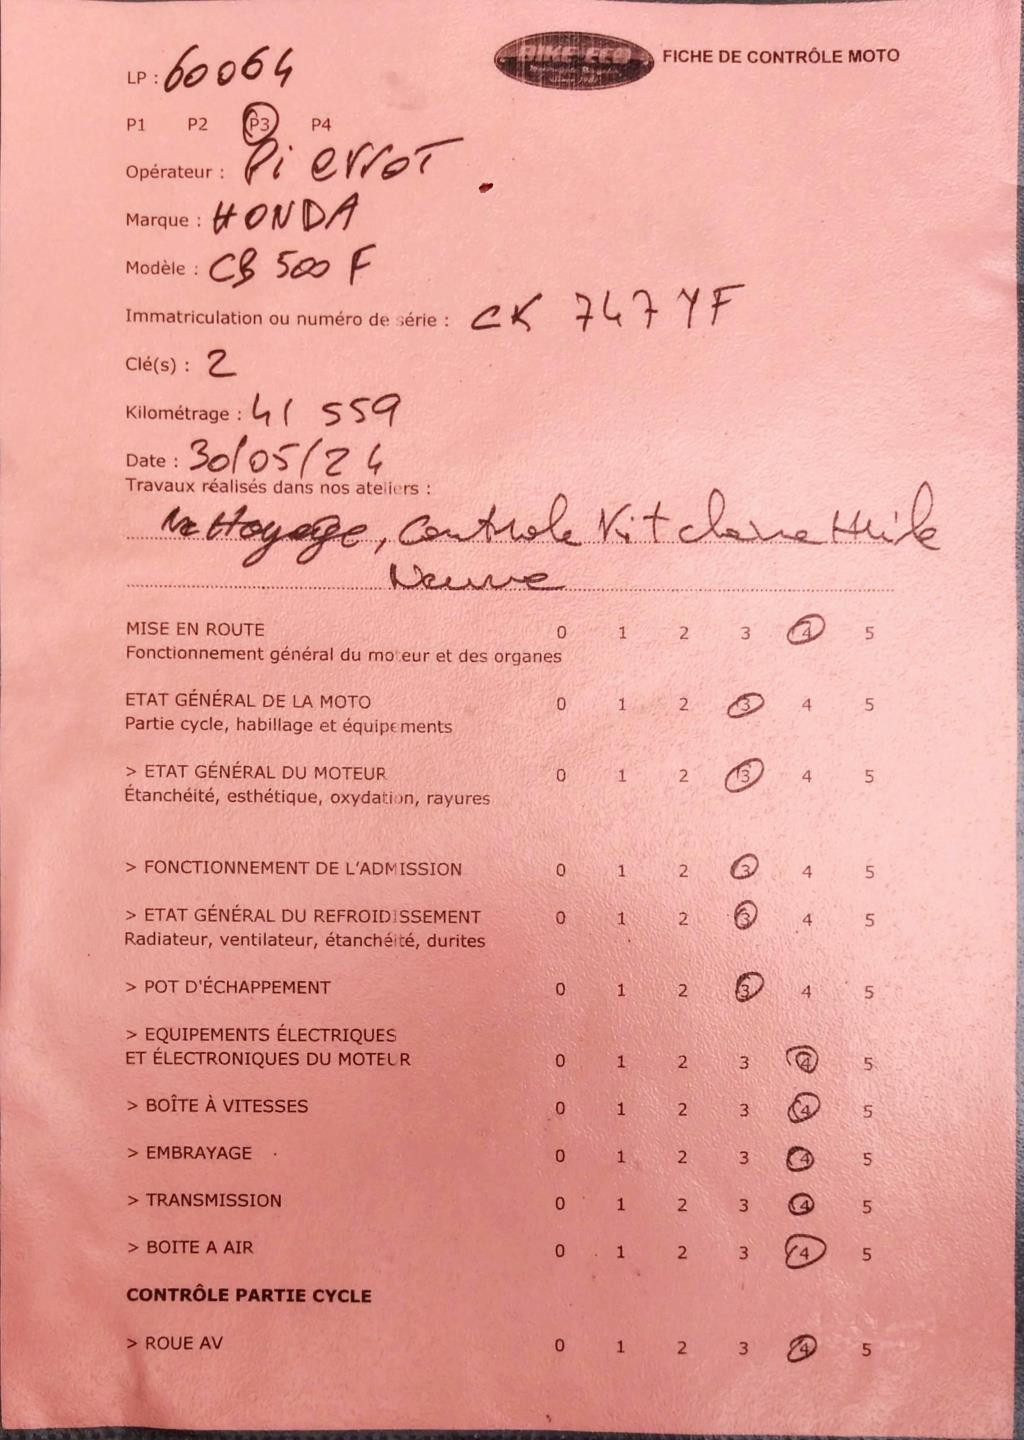 LP : 60064
BIKE-ECO
FICHE DE CONTRÔLE MOTO
P1 P2 P3 P4
Opérateur : Pierrot
Marque : HONDA
Modèle : CB 500 F
Immatriculation ou numéro de série : CK 747 YF
Clé(s) : 2
Kilométrage : 41 559
Date : 30/05/24
Travaux réalisés dans nos ateliers :
Nettoyage, Controle Kit chaine
Neuve
MISE EN ROUTE 0 1 2 3 4 5
Fonctionnement général du moteur et des organes
ETAT GÉNÉRAL DE LA MOTO 0 1 2 3 4 5
Partie cycle, habillage et équipements
> ETAT GÉNÉRAL DU MOTEUR 0 1 2 3 4 5
Étanchéité, esthétique, oxydation, rayures
> FONCTIONNEMENT DE L'ADMISSION 0 1 2 3 4 5
> ETAT GÉNÉRAL DU REFROIDISSEMENT 0 1 2 3 4 5
Radiateur, ventilateur, étanchéité, durites
> POT D'ÉCHAPPEMENT 0 1 2 3 4 5
> EQUIPEMENTS ÉLECTRIQUES
ET ÉLECTRONIQUES DU MOTEUR 0 1 2 3 4 5
> BOÎTE À VITESSES 0 1 2 3 4 5
> EMBRAYAGE 0 1 2 3 4 5
> TRANSMISSION 0 1 2 3 4 5
> BOITE A AIR 0 1 2 3 4 5
CONTRÔLE PARTIE CYCLE
> ROUE AV 0 1 2 3 4 5